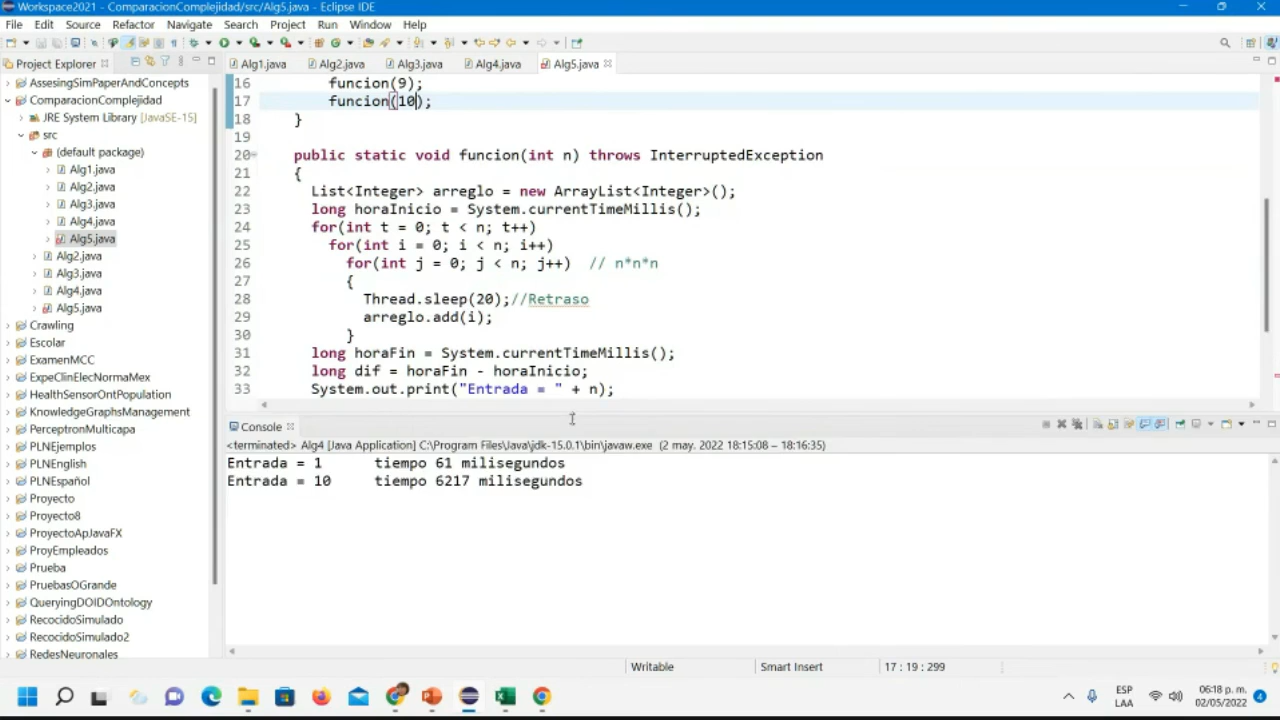 Workspace2021 - ComparacionComplejidad/src/Alg5.java - Eclipse IDE
File Edit Source Refactor Navigate Search Project Run Window Help
Project Explorer
Alg1.java Alg2.java Alg3.java Alg4.java Alg5.java
AssesingSimPaperAndConcepts
ComparacionComplejidad
JRE System Library [JavaSE-15]
src
(default package)
Alg1.java
Alg2.java
Alg3.java
Alg4.java
Alg5.java
Alg2.java
Alg3.java
Alg4.java
Alg5.java
Crawling
Escolar
ExamenMCC
ExpeClinElecNormaMex
HealthSensorOntPopulation
KnowledgeGraphsManagement
PerceptronMulticapa
PLNEjemplos
PLNEnglish
PLNEspañol
Proyecto
Proyecto8
ProyectoApJavaFX
ProyEmpleados
Prueba
PruebasOGrande
QueryingDOIDOntology
RecocidoSimulado
RecocidoSimulado2
RedesNeuronales
16 funcion(9);
17 funcion(10);
18 }
19
20 public static void funcion(int n) throws InterruptedException
21 {
22 List<Integer> arreglo = new ArrayList<Integer>();
23 long horaInicio = System.currentTimeMillis();
24 for(int t = 0; t < n; t++)
25 for(int i = 0; i < n; i++)
26 for(int j = 0; j < n; j++) // n*n*n
27 {
28 Thread.sleep(20);//Retraso
29 arreglo.add(i);
30 }
31 long horaFin = System.currentTimeMillis();
32 long dif = horaFin - horaInicio;
33 System.out.print("Entrada = " + n);
Console
<terminated> Alg4 [Java Application] C:\Program Files\Java\jdk-15.0.1\bin\javaw.exe (2 may. 2022 18:15:08 – 18:16:35)
Entrada = 1 tiempo 61 milisegundos
Entrada = 10 tiempo 6217 milisegundos
Writable Smart Insert 17 : 19 : 299
ESP
LAA
06:18 p. m.
02/05/2022
4